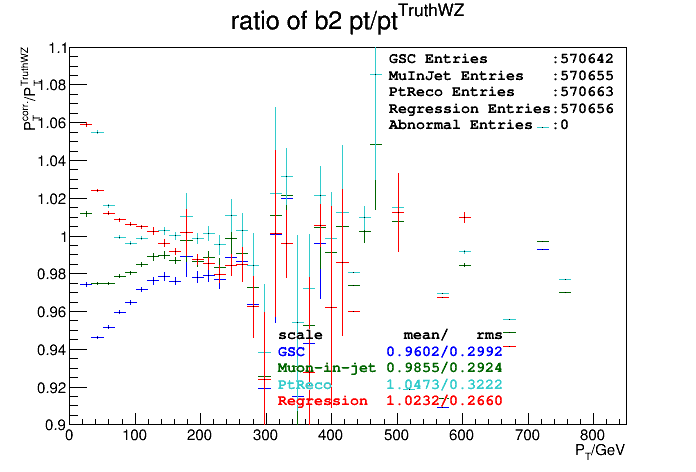 ratio of b2 pt/pt^TruthWZ
P_T^corr./P_T^TruthWZ
1.1
1.08
1.06
1.04
1.02
1
0.98
0.96
0.94
0.92
0.9
GSC Entries :570642
MuInJet Entries :570655
PtReco Entries :570663
Regression Entries:570656
Abnormal Entries :0
scale mean/ rms
GSC 0.9602/0.2992
Muon-in-jet 0.9855/0.2924
PtReco 1.0473/0.3222
Regression 1.0232/0.2660
0 100 200 300 400 500 600 700 800
P_T/GeV